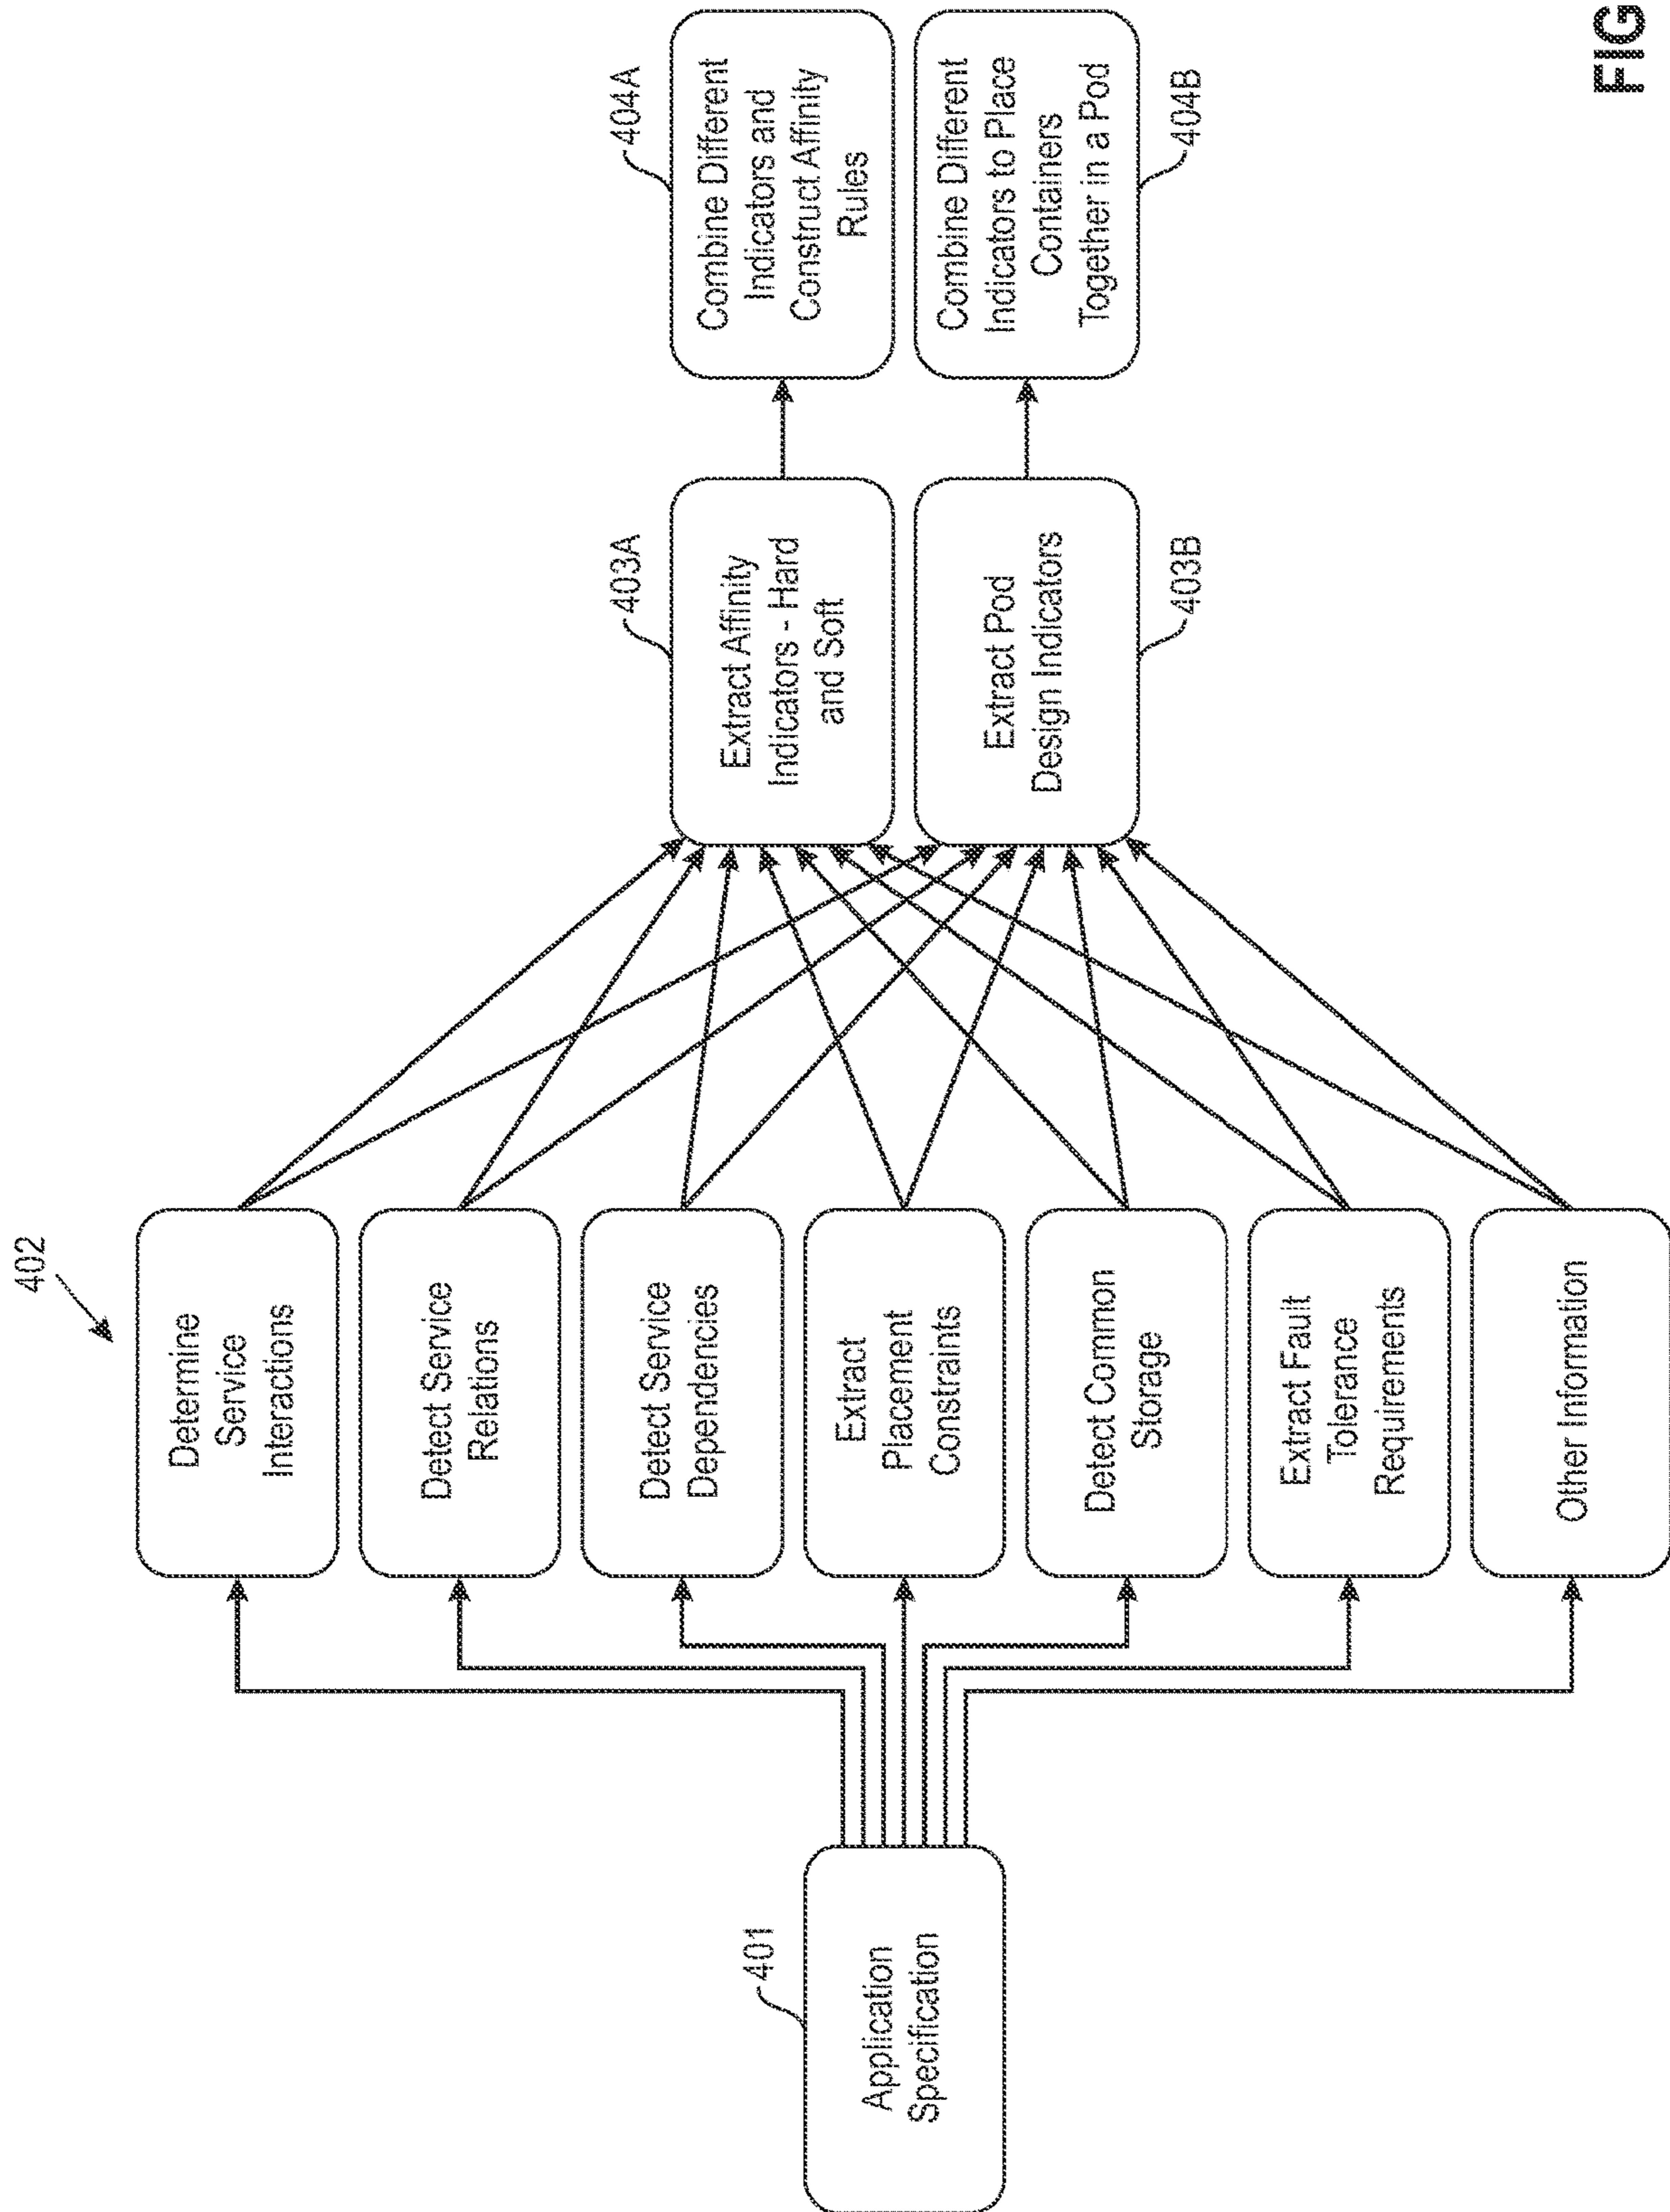 402
401
Application
Specification
Determine
Service
Interactions
Detect Service
Relations
Detect Service
Dependencies
Extract
Placement
Constraints
Detect Common
Storage
Extract Fault
Tolerance
Requirements
Other Information
403A
Extract Affinity
Indicators - Hard
and Soft
Extract Pod
Design Indicators
403B
404A
Combine Different
Indicators and
Construct Affinity
Rules
Combine Different
Indicators to Place
Containers
Together in a Pod
404B
FIG